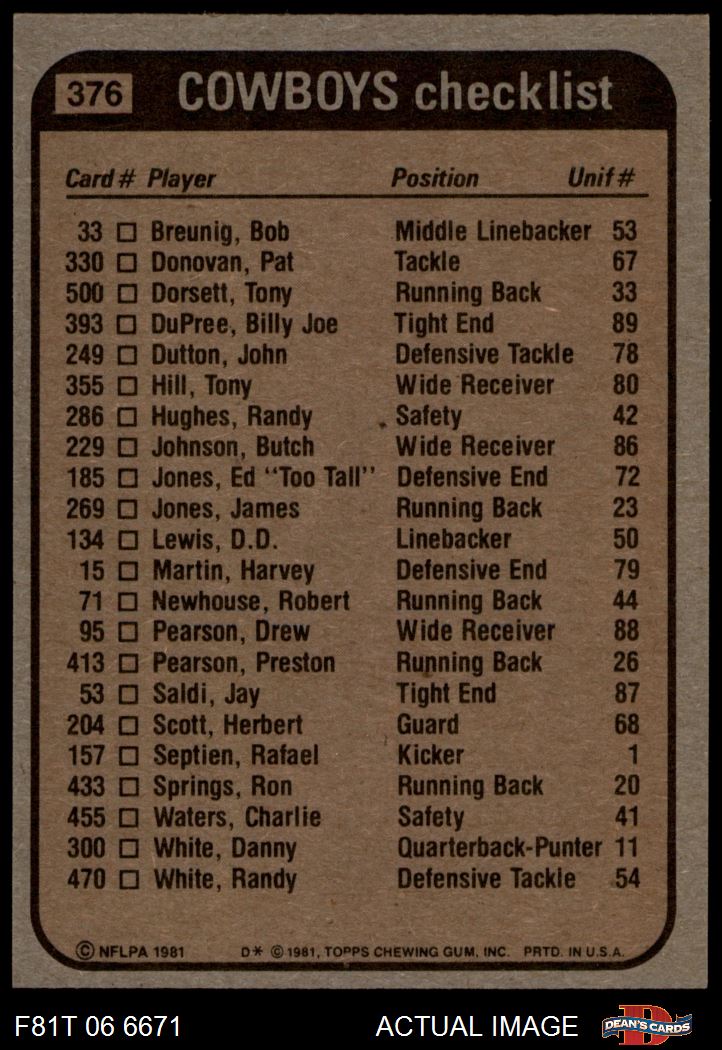 376 COWBOYS checklist
Card # Player Position Unif #
33 Breunig, Bob Middle Linebacker 53
330 Donovan, Pat Tackle 67
500 Dorsett, Tony Running Back 33
393 DuPree, Billy Joe Tight End 89
249 Dutton, John Defensive Tackle 78
355 Hill, Tony Wide Receiver 80
286 Hughes, Randy Safety 42
229 Johnson, Butch Wide Receiver 86
185 Jones, Ed "Too Tall" Defensive End 72
269 Jones, James Running Back 23
134 Lewis, D.D. Linebacker 50
15 Martin, Harvey Defensive End 79
71 Newhouse, Robert Running Back 44
95 Pearson, Drew Wide Receiver 88
413 Pearson, Preston Running Back 26
53 Saldi, Jay Tight End 87
204 Scott, Herbert Guard 68
157 Septien, Rafael Kicker 1
433 Springs, Ron Running Back 20
455 Waters, Charlie Safety 41
300 White, Danny Quarterback-Punter 11
470 White, Randy Defensive Tackle 54
© NFLPA 1981 D* © 1981, TOPPS CHEWING GUM, INC. PRTD. IN U.S.A.
F81T 06 6671 ACTUAL IMAGE D DEAN'S CARDS